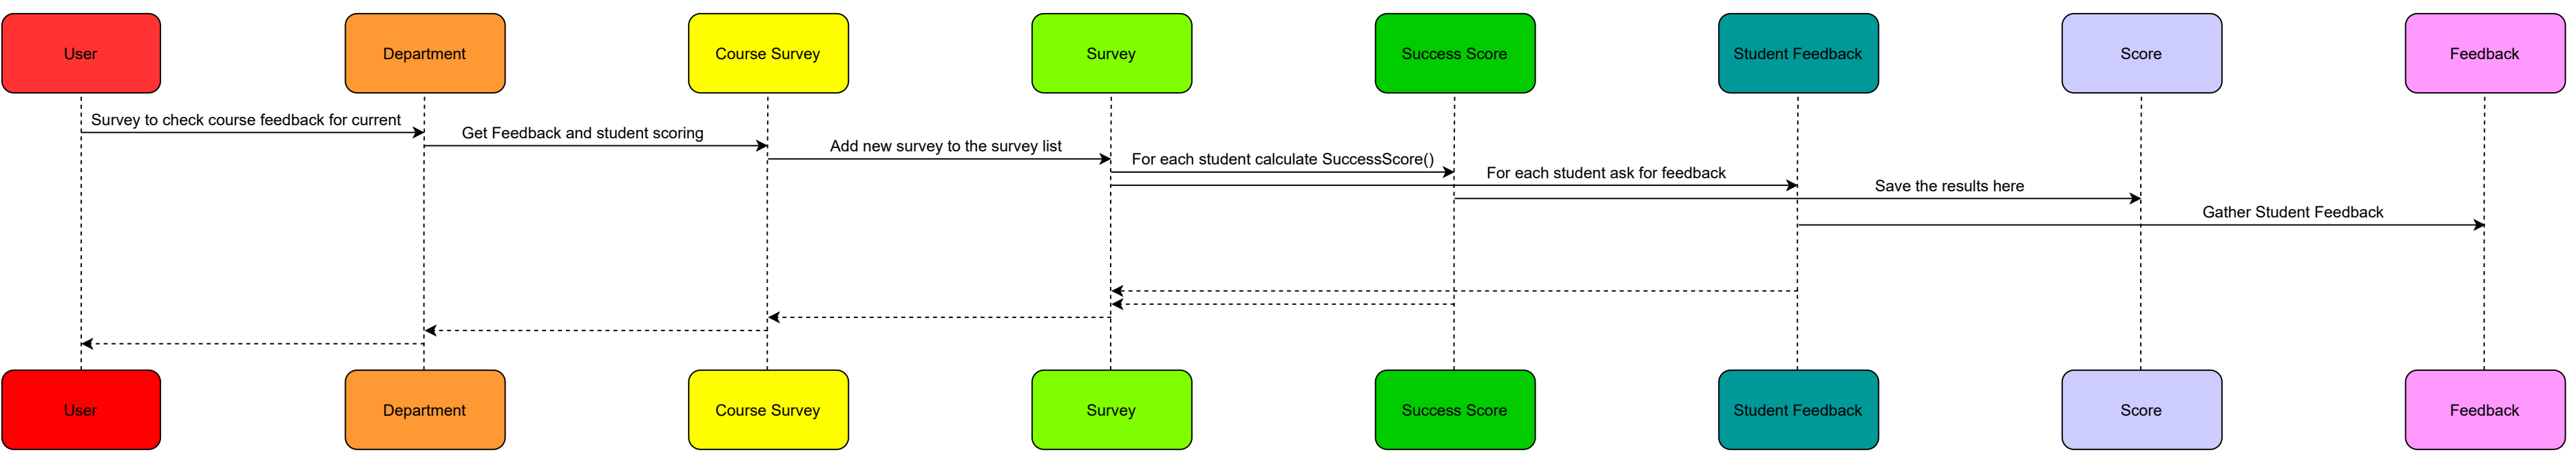 User
Department
Course Survey
Survey
Success Score
Student Feedback
Score
Feedback
Survey to check course feedback for current
Get Feedback and student scoring
Add new survey to the survey list
For each student calculate SuccessScore()
For each student ask for feedback
Save the results here
Gather Student Feedback
User
Department
Course Survey
Survey
Success Score
Student Feedback
Score
Feedback